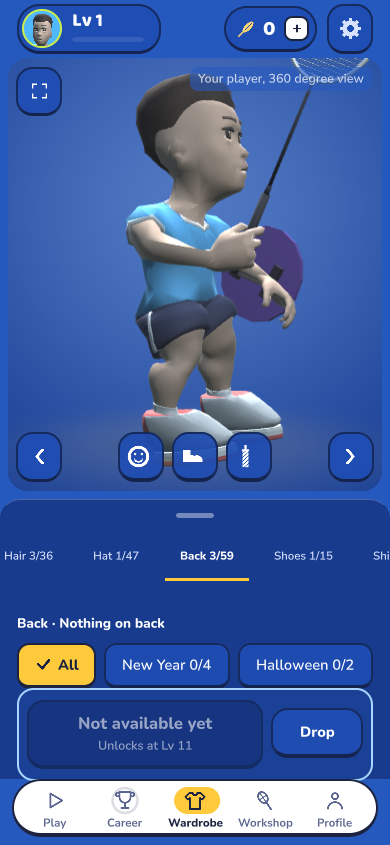 Lv 1
0
+
Your player, 360 degree view
Hair 3/36
Hat 1/47
Back 3/59
Shoes 1/15
Shi
Back · Nothing on back
All
New Year 0/4
Halloween 0/2
Not available yet
Unlocks at Lv 11
Drop
Play
Career
Wardrobe
Workshop
Profile